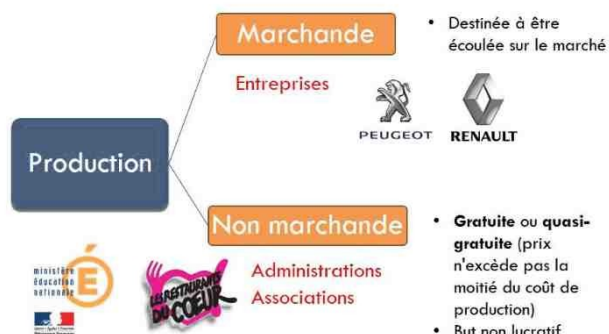 Marchande
• Destinée à être
écoulée sur le marché
Entreprises
PEUGEOT
RENAULT
Production
Non marchande
• Gratuite ou quasi-
gratuite (prix
n'excède pas la
moitié du coût de
production)
• But non lucratif
Administrations
Associations
ministère
éducation
nationale
É
LES RESTAURANTS
DU COEUR